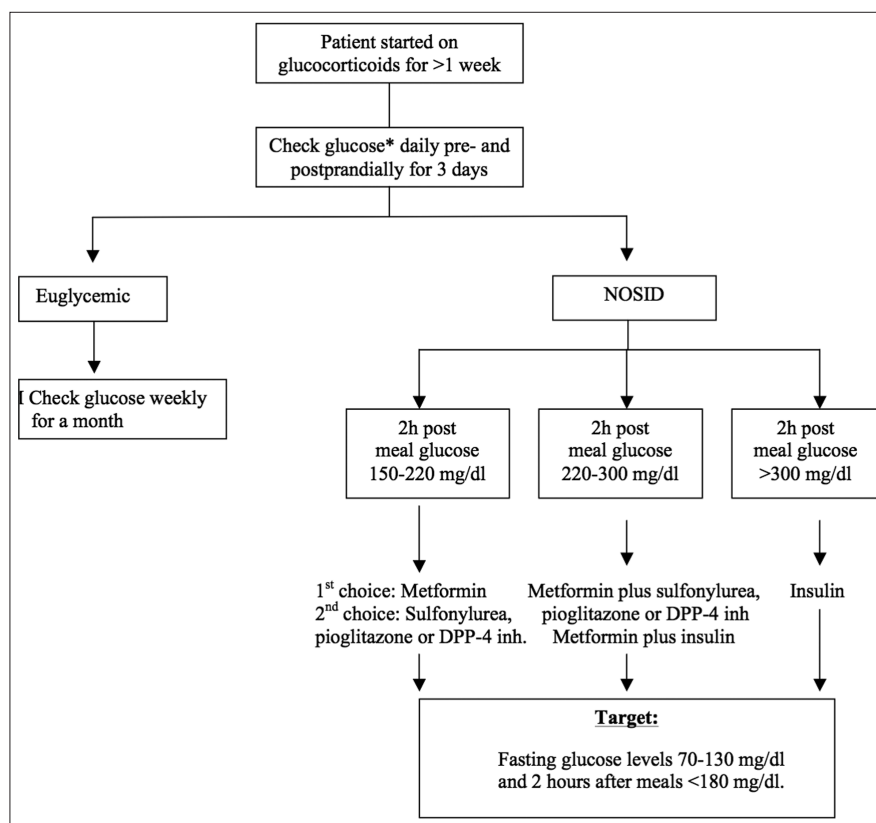 Patient started on
glucocorticoids for >1 week
Check glucose* daily pre- and
postprandially for 3 days
Euglycemic
NOSID
I Check glucose weekly
for a month
2h post
meal glucose
150-220 mg/dl
2h post
meal glucose
220-300 mg/dl
2h post
meal glucose
>300 mg/dl
1st choice: Metformin
2nd choice: Sulfonylurea,
pioglitazone or DPP-4 inh.
Metformin plus sulfonylurea,
pioglitazone or DPP-4 inh
Metformin plus insulin
Insulin
Target:
Fasting glucose levels 70-130 mg/dl
and 2 hours after meals <180 mg/dl.